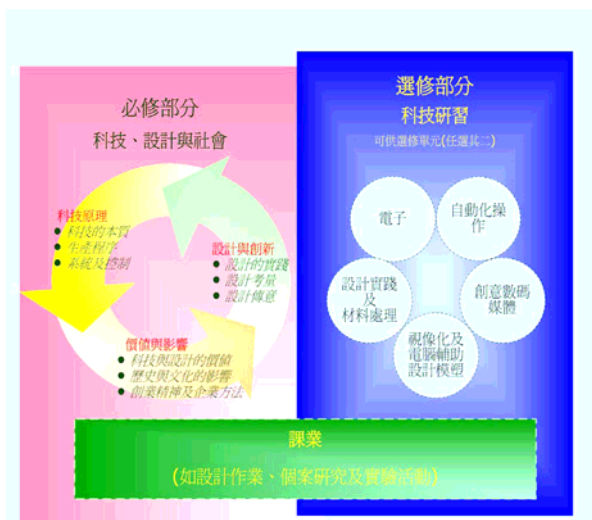 必修部分
科技、設計與社會
科技原理
科技的本質
生產程序
系統及控制
設計與創新
設計的實踐
設計考量
設計傳意
價值與影響
科技與設計的價值
歷史與文化的影響
創業精神及企業方法
選修部分
科技研習
可供選修單元(任選其二)
電子
自動化操
作
設計實踐
及
材料處理
創意數碼
媒體
視像化及
電腦輔助
設計模塑
課業
(如設計作業、個案研究及實驗活動)